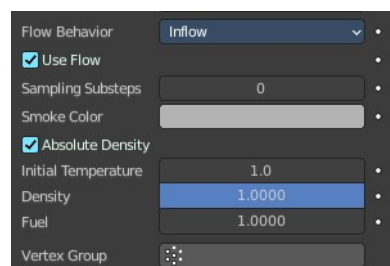 Flow Behavior Inflow
Use Flow
Sampling Substeps 0
Smoke Color
Absolute Density
Initial Temperature 1.0
Density 1.0000
Fuel 1.0000
Vertex Group